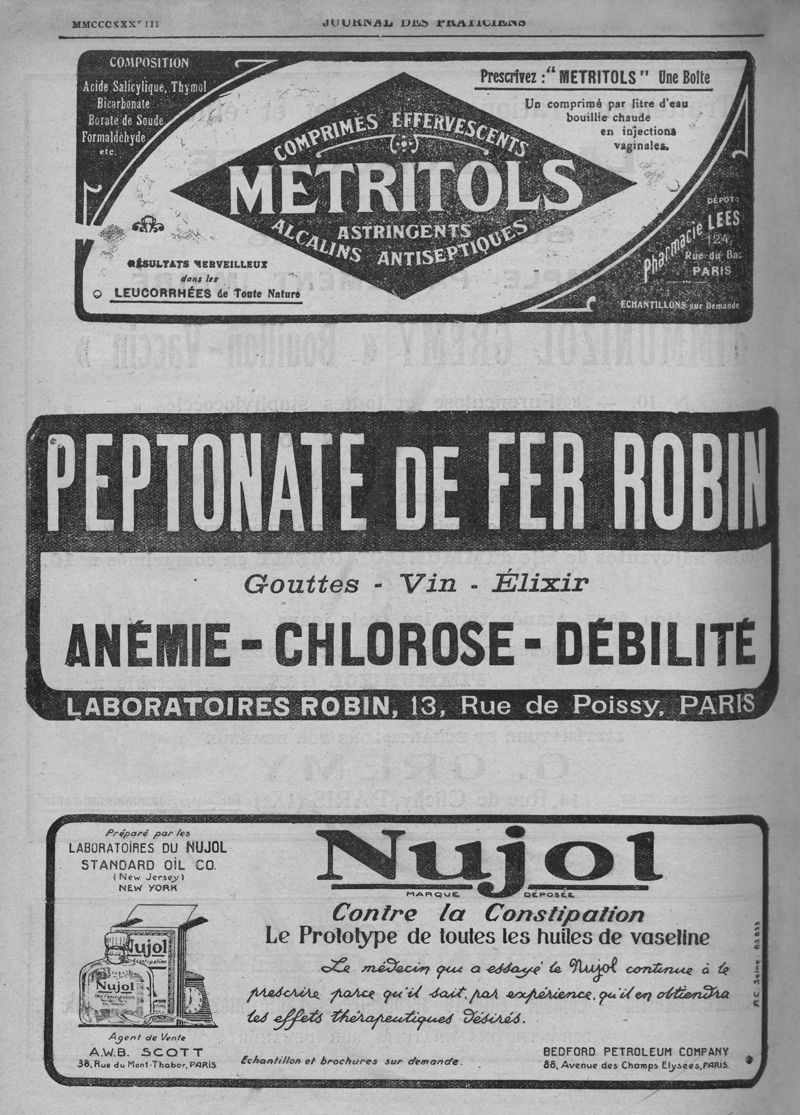 JOURNAL DES PRATICIENS
COMPOSITION
Acide Salicylique, Thymol
Bicarbonate
Borate de Soude
Formaldéhyde
etc.
Prescrivez : "METRITOLS" Une Boîte
Un comprimé par litre d'eau
bouillie chaude
en injections
vaginales.
COMPRIMÉS EFFERVESCENTS
METRITOLS
ASTRINGENTS
ALCALINS ANTISEPTIQUES
RÉSULTATS MERVEILLEUX
dans les
LEUCORRHÉES de Toute Nature
DÉPÔT :
Pharmacie LEES
124,
Rue du Bac
PARIS
ECHANTILLONS sur Demande
PEPTONATE DE FER ROBIN
Gouttes - Vin - Élixir
ANÉMIE - CHLOROSE - DÉBILITÉ
LABORATOIRES ROBIN, 13, Rue de Poissy, PARIS
Préparé par les
LABORATOIRES DU NUJOL
STANDARD OIL CO.
(New Jersey)
NEW YORK
Nujol
Nujol
Agent de Vente
A.W.B. SCOTT
38, Rue du Mont-Thabor, PARIS
Nujol
MARQUE DÉPOSÉE
Contre la Constipation
Le Prototype de toutes les huiles de vaseline
Le médecin qui a essayé le Nujol continue à le
prescrire parce qu'il sait, par expérience, qu'il en obtiendra
les effets thérapeutiques désirés.
Echantillon et brochures sur demande.
BEDFORD PETROLEUM COMPANY
88, Avenue des Champs Elysées, PARIS.